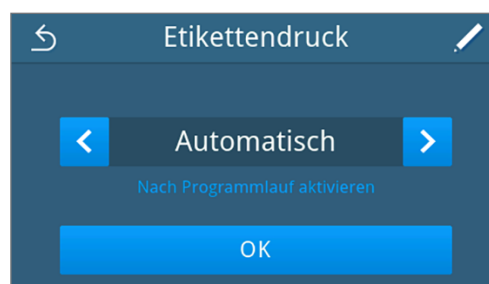 Etikettendruck
Automatisch
Nach Programmlauf aktivieren
OK